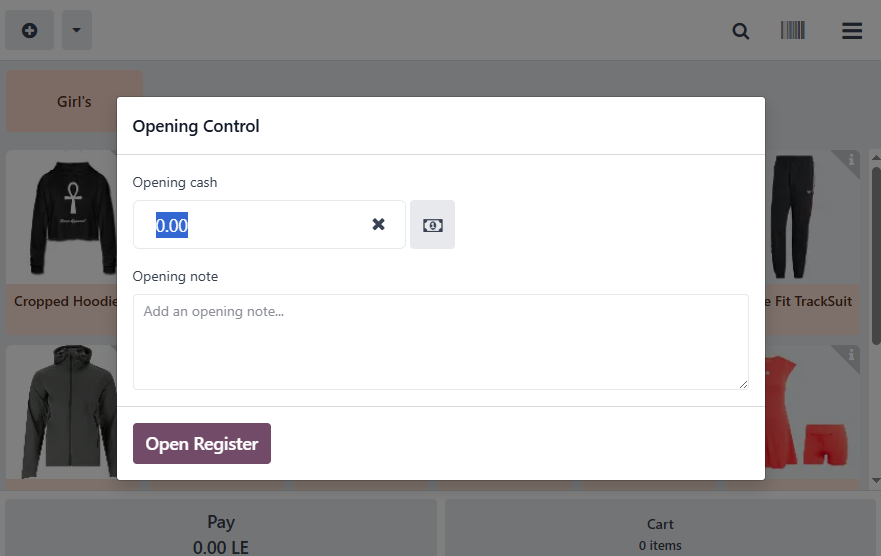 Girl's
Opening Control
Opening cash
0.00
Opening note
Add an opening note...
Cropped Hoodie
e Fit TrackSuit
Open Register
Pay
0.00 LE
Cart
0 items